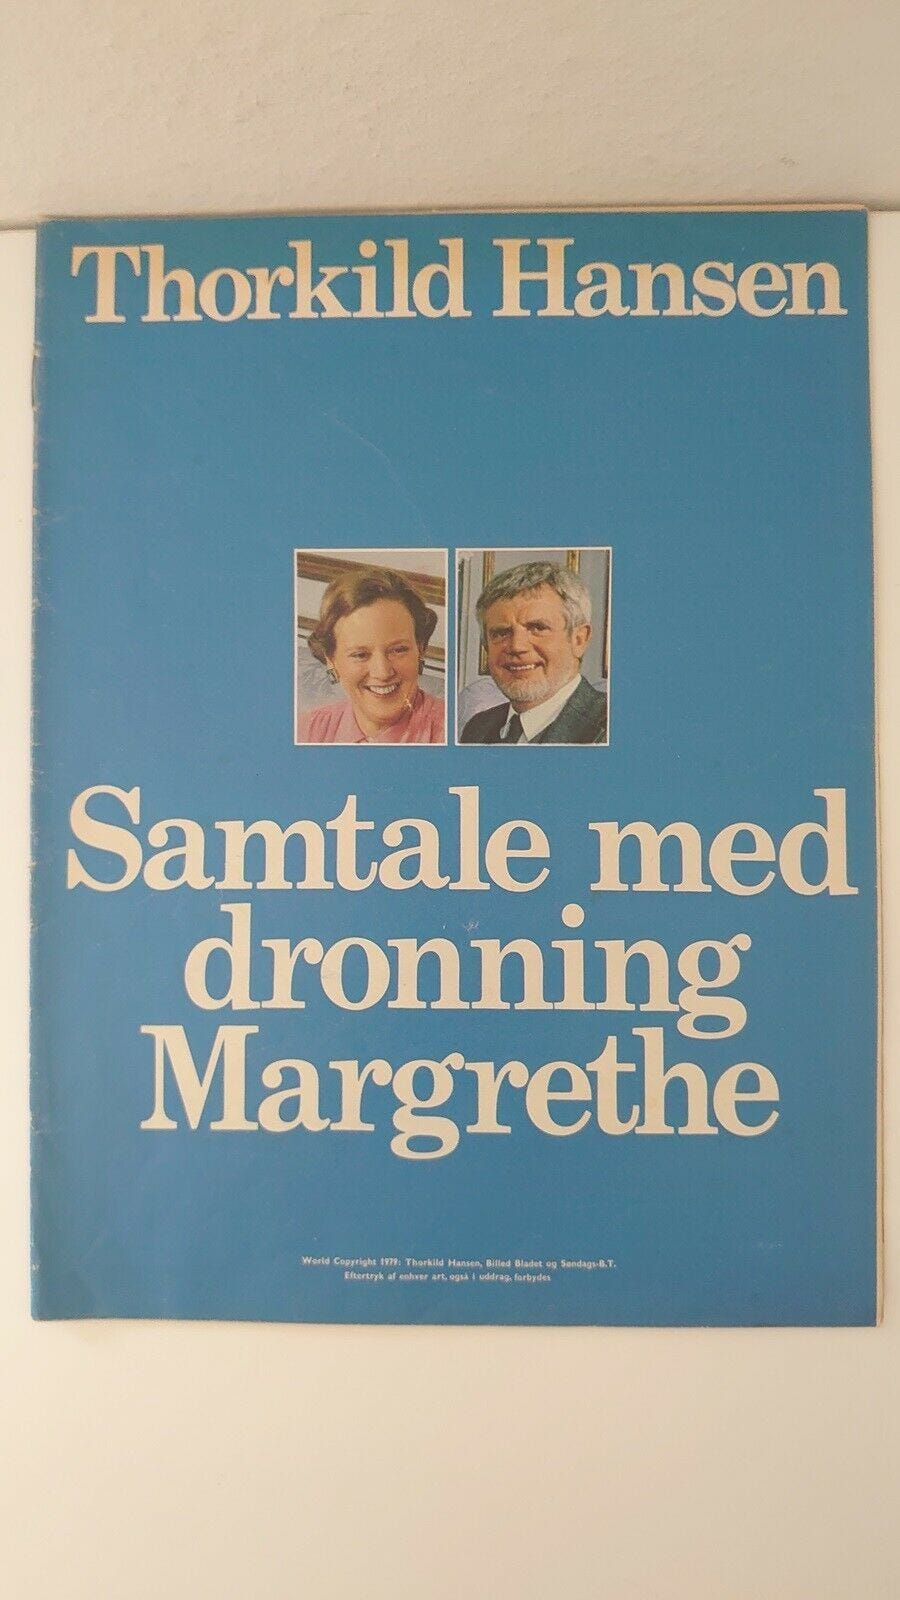 Thorkild Hansen
Samtale med
dronning
Margrethe
World Copyright 1979: Thorkild Hansen, Billed Bladet og Søndags-B.T.
Eftertryk af enhver art, også i uddrag, forbydes